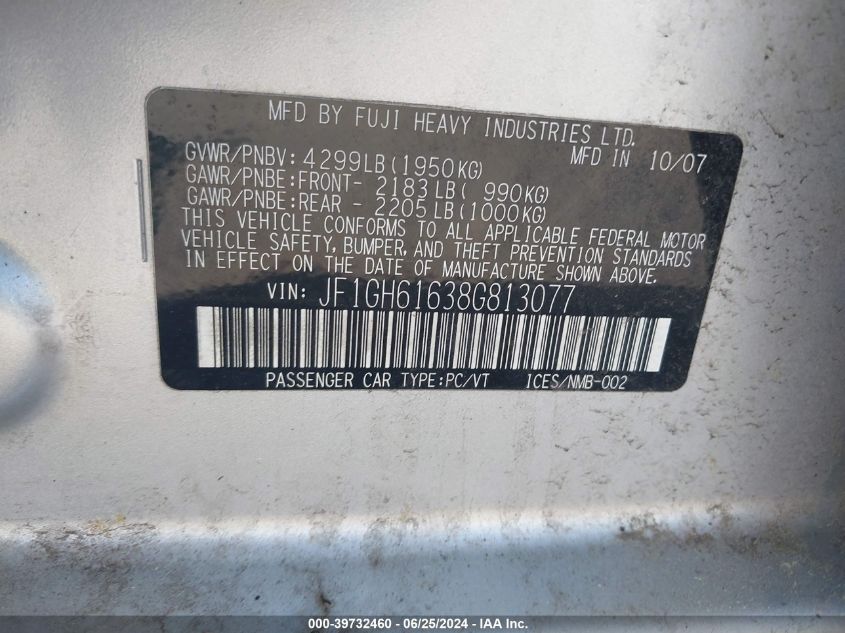 MFD BY FUJI HEAVY INDUSTRIES LTD.
MFD IN 10/07
GVWR/PNBV: 4299LB(1950KG)
GAWR/PNBE:FRONT- 2183LB( 990KG)
GAWR/PNBE:REAR - 2205LB(1000KG)
THIS VEHICLE CONFORMS TO ALL APPLICABLE FEDERAL MOTOR
VEHICLE SAFETY, BUMPER, AND THEFT PREVENTION STANDARDS
IN EFFECT ON THE DATE OF MANUFACTURE SHOWN ABOVE.
VIN: JF1GH61638G813077
PASSENGER CAR TYPE:PC/VT ICES/NMB-002
000-39732460 - 06/25/2024 - IAA Inc.